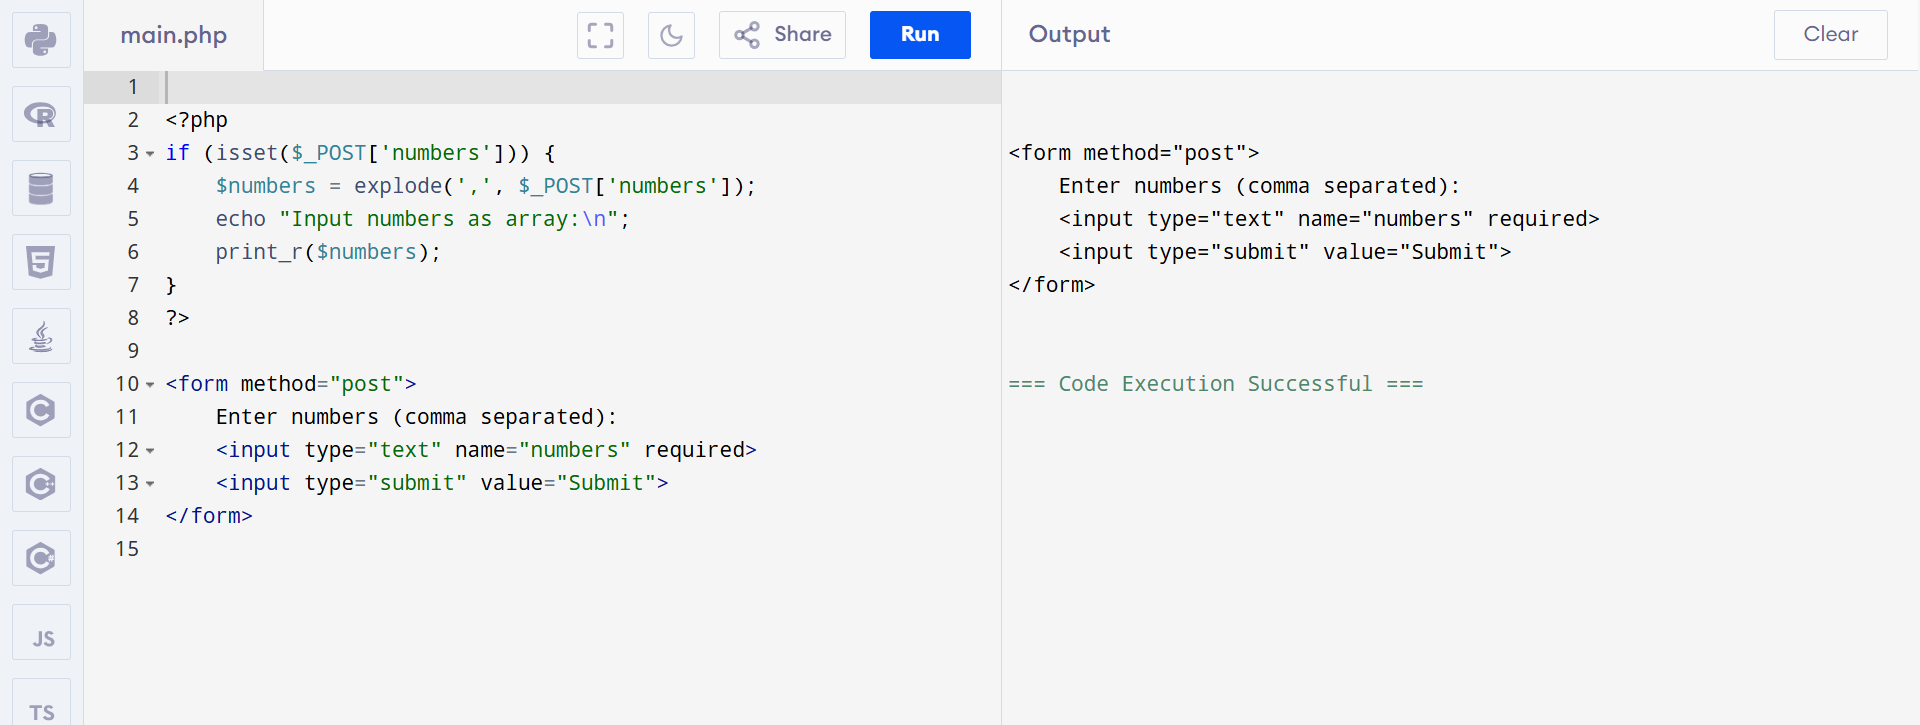 main.php
Share
Run
Output
Clear
1
2 <?php
3 if (isset($_POST['numbers'])) {
4     $numbers = explode(',', $_POST['numbers']);
5     echo "Input numbers as array:\n";
6     print_r($numbers);
7 }
8 ?>
9
10 <form method="post">
11     Enter numbers (comma separated):
12     <input type="text" name="numbers" required>
13     <input type="submit" value="Submit">
14 </form>
15
<form method="post">
    Enter numbers (comma separated):
    <input type="text" name="numbers" required>
    <input type="submit" value="Submit">
</form>
=== Code Execution Successful ===
R
5
C
C++
C#
JS
TS